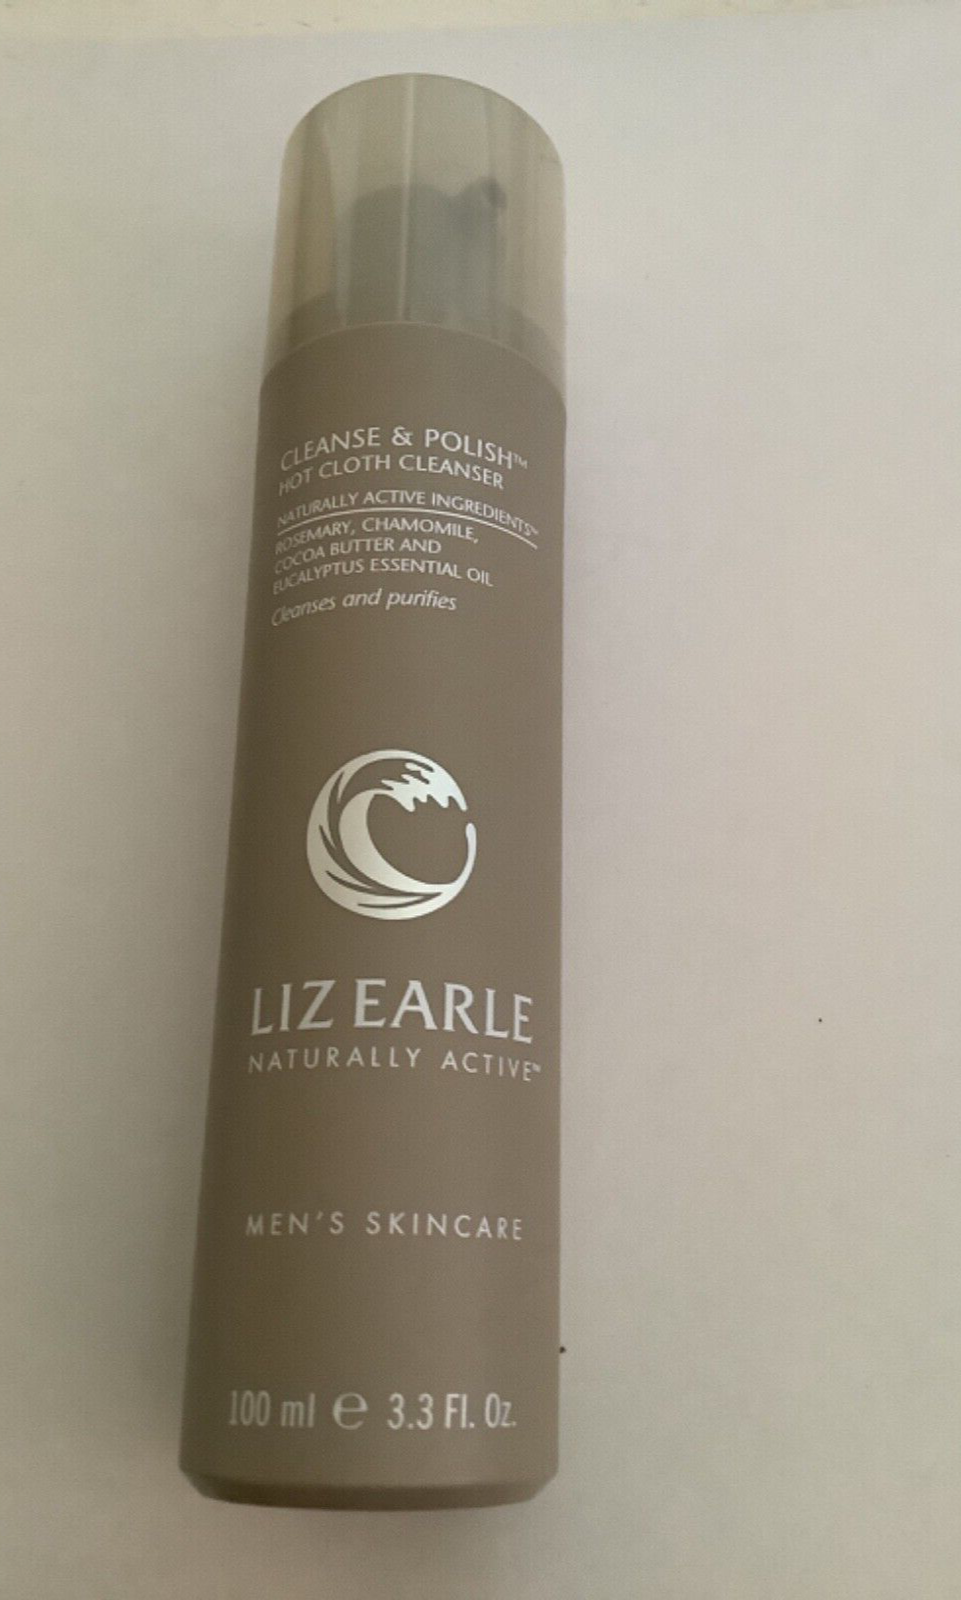 CLEANSE & POLISH™
HOT CLOTH CLEANSER
NATURALLY ACTIVE INGREDIENTS™
ROSEMARY, CHAMOMILE,
COCOA BUTTER AND
EUCALYPTUS ESSENTIAL OIL
Cleanses and purifies
LIZ EARLE
NATURALLY ACTIVE™
MEN'S SKINCARE
100 ml ℮ 3.3 Fl. Oz.